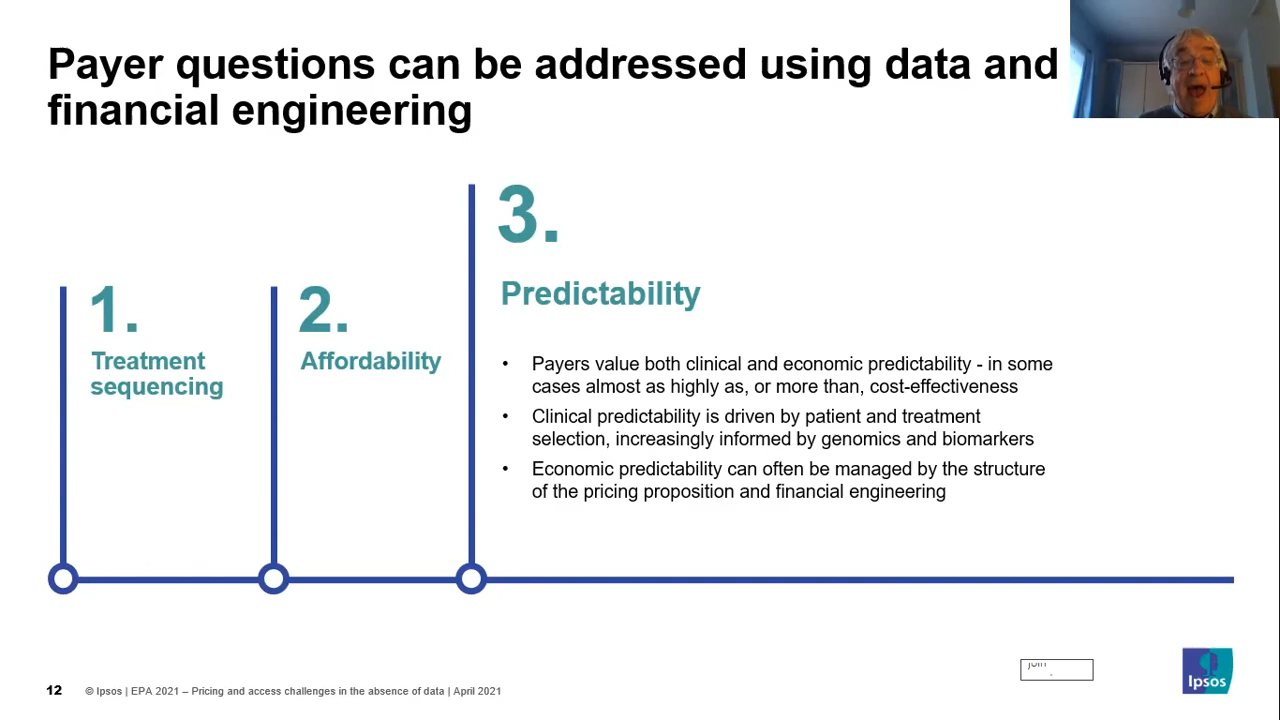 Payer questions can be addressed using data and
financial engineering
1.
Treatment
sequencing
2.
Affordability
3.
Predictability
• Payers value both clinical and economic predictability - in some
cases almost as highly as, or more than, cost-effectiveness
• Clinical predictability is driven by patient and treatment
selection, increasingly informed by genomics and biomarkers
• Economic predictability can often be managed by the structure
of the pricing proposition and financial engineering
12
© Ipsos | EPA 2021 – Pricing and access challenges in the absence of data | April 2021
Ipsos